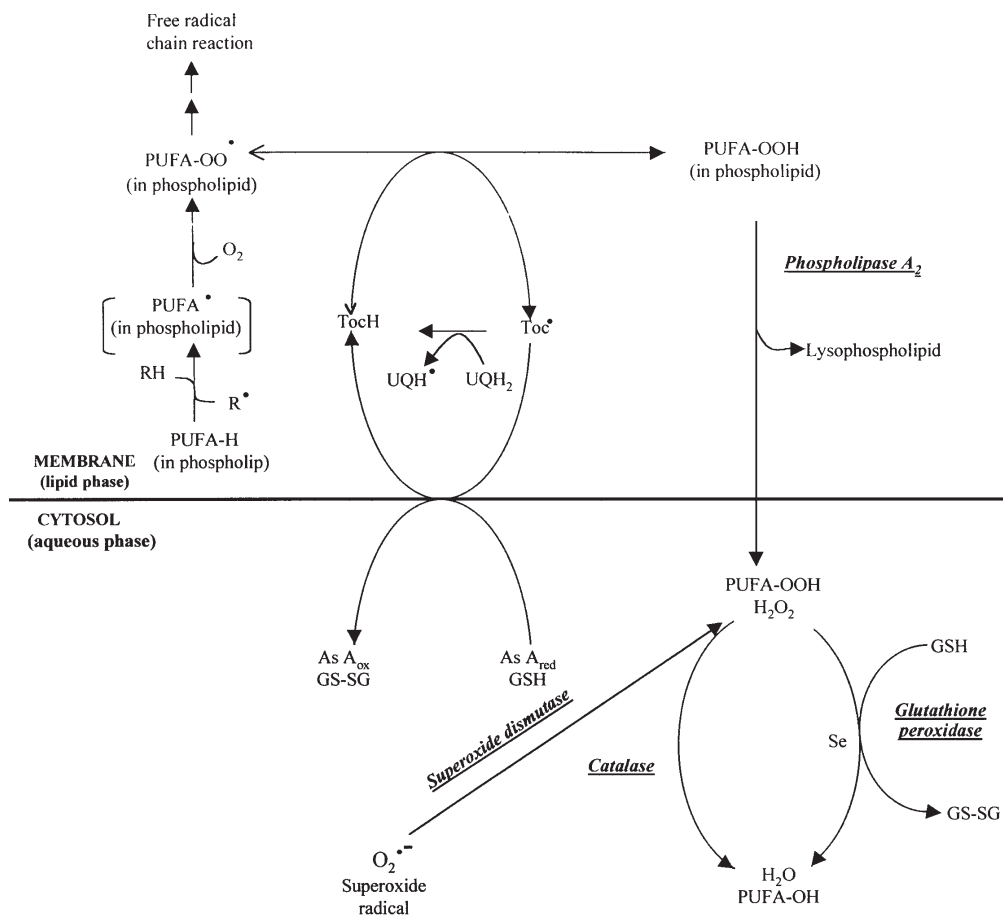 Free radical
chain reaction
PUFA-OO•
(in phospholipid)
PUFA-OOH
(in phospholipid)
O₂
Phospholipase A₂
PUFA•
(in phospholipid)
TocH
Toc•
Lysophospholipid
RH
UQH•
UQH₂
R•
PUFA-H
(in phospholip)
MEMBRANE
(lipid phase)
CYTOSOL
(aqueous phase)
PUFA-OOH
H₂O₂
As Aox
GS-SG
As Ared
GSH
GSH
Superoxide dismutase
Glutathione
peroxidase
Se
Catalase
GS-SG
O₂•−
Superoxide
radical
H₂O
PUFA-OH